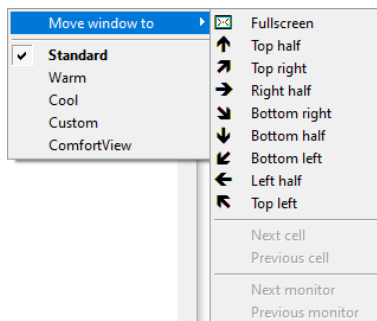 Move window to
Standard
Warm
Cool
Custom
ComfortView
Fullscreen
Top half
Top right
Right half
Bottom right
Bottom half
Bottom left
Left half
Top left
Next cell
Previous cell
Next monitor
Previous monitor